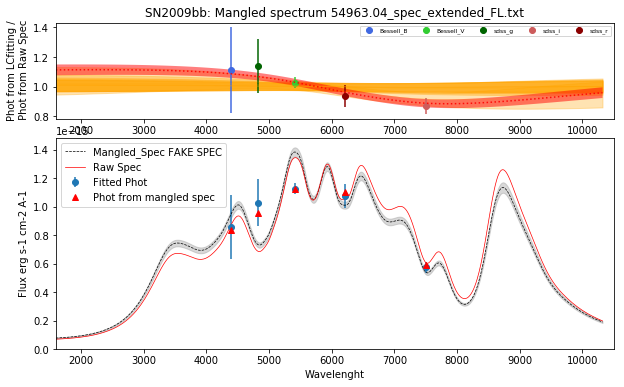 SN2009bb: Mangled spectrum 54963.04_spec_extended_FL.txt
Phot from LCfitting /
Phot from Raw Spec
1.4
1.2
1.0
0.8
Bessell_B
Bessell_V
sdss_g
sdss_i
sdss_r
2000 3000 4000 5000 6000 7000 8000 9000 10000
1e−15
Flux erg s-1 cm-2 A-1
1.4
1.2
1.0
0.8
0.6
0.4
0.2
0.0
Mangled_Spec FAKE SPEC
Raw Spec
Fitted Phot
Phot from mangled spec
2000 3000 4000 5000 6000 7000 8000 9000 10000
Wavelenght